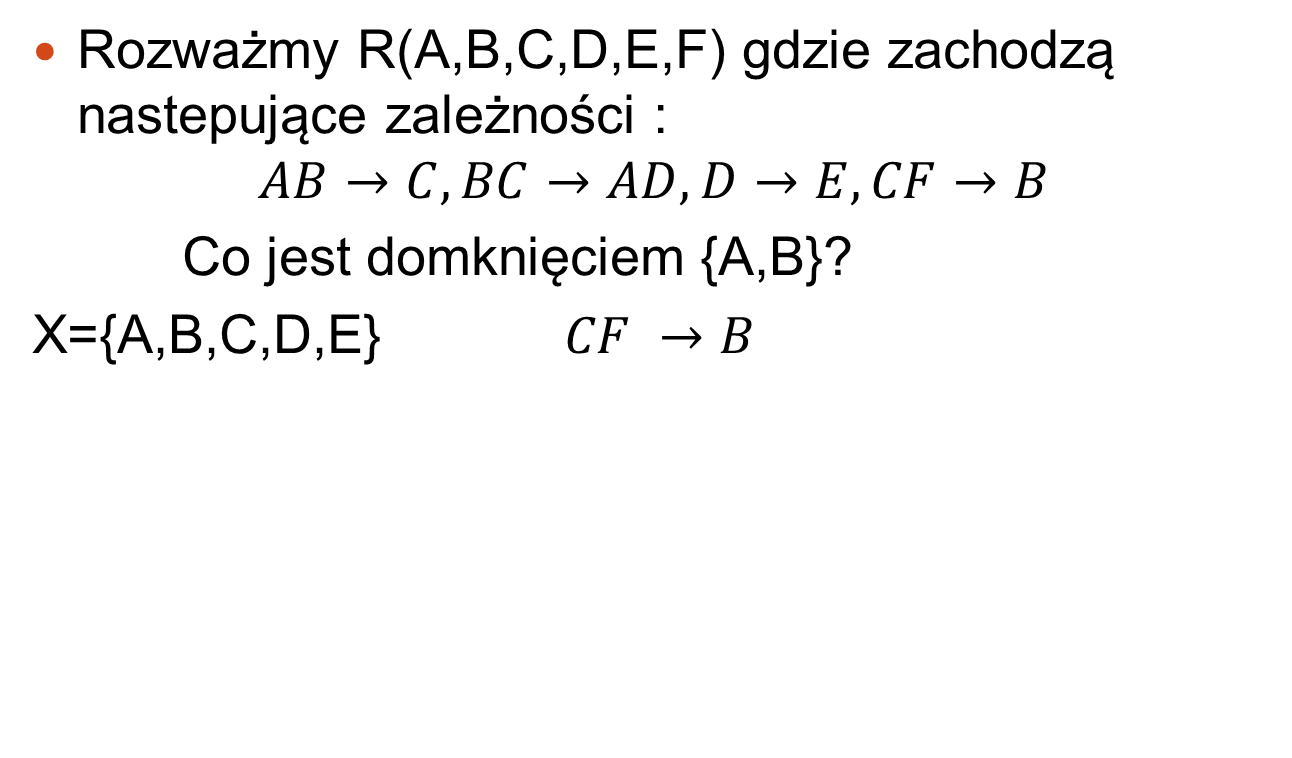 • Rozważmy R(A,B,C,D,E,F) gdzie zachodzą
nastepujące zależności :
AB → C, BC → AD, D → E, CF → B
Co jest domknięciem {A,B}?
X={A,B,C,D,E} CF → B